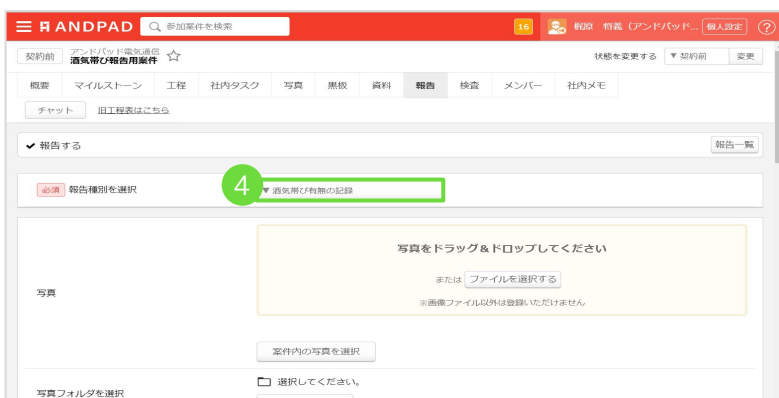 ANDPAD 参加案件を検索 16 梶原 特義（アンドパッド... 個人設定 ?
契約前 アンドパッド電気通信 状態を変更する ▼契約前 変更
酒気帯び報告用案件 ☆
概要 マイルストーン 工程 社内タスク 写真 黒板 資料 報告 検査 メンバー 社内メモ
チャット 旧工程表はこちら
✔ 報告する 報告一覧
必須 報告種別を選択 4 ▼ 酒気帯び有無の記録
写真をドラッグ&ドロップしてください
または ファイルを選択する
写真
※画像ファイル以外は登録いただけません
案件内の写真を選択
選択してください。
写真フォルダを選択